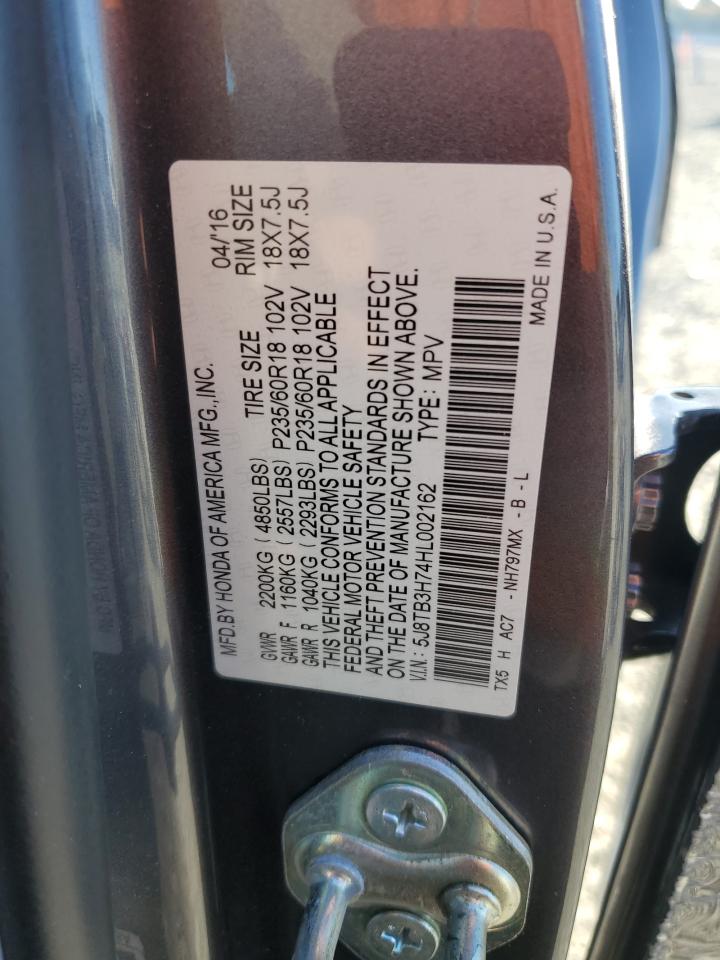 MFD.BY HONDA OF AMERICA MFG.,INC. 04/'16
TIRE SIZE RIM SIZE
GVWR 2200KG ( 4850LBS)
GAWR F 1160KG ( 2557LBS) P235/60R18 102V 18X7.5J
GAWR R 1040KG ( 2293LBS) P235/60R18 102V 18X7.5J
THIS VEHICLE CONFORMS TO ALL APPLICABLE
FEDERAL MOTOR VEHICLE SAFETY
AND THEFT PREVENTION STANDARDS IN EFFECT
ON THE DATE OF MANUFACTURE SHOWN ABOVE.
V.I.N.: 5J8TB3H74HL002162 TYPE: MPV
TX5 H AC7 - NH797MX - B - L
MADE IN U.S.A.